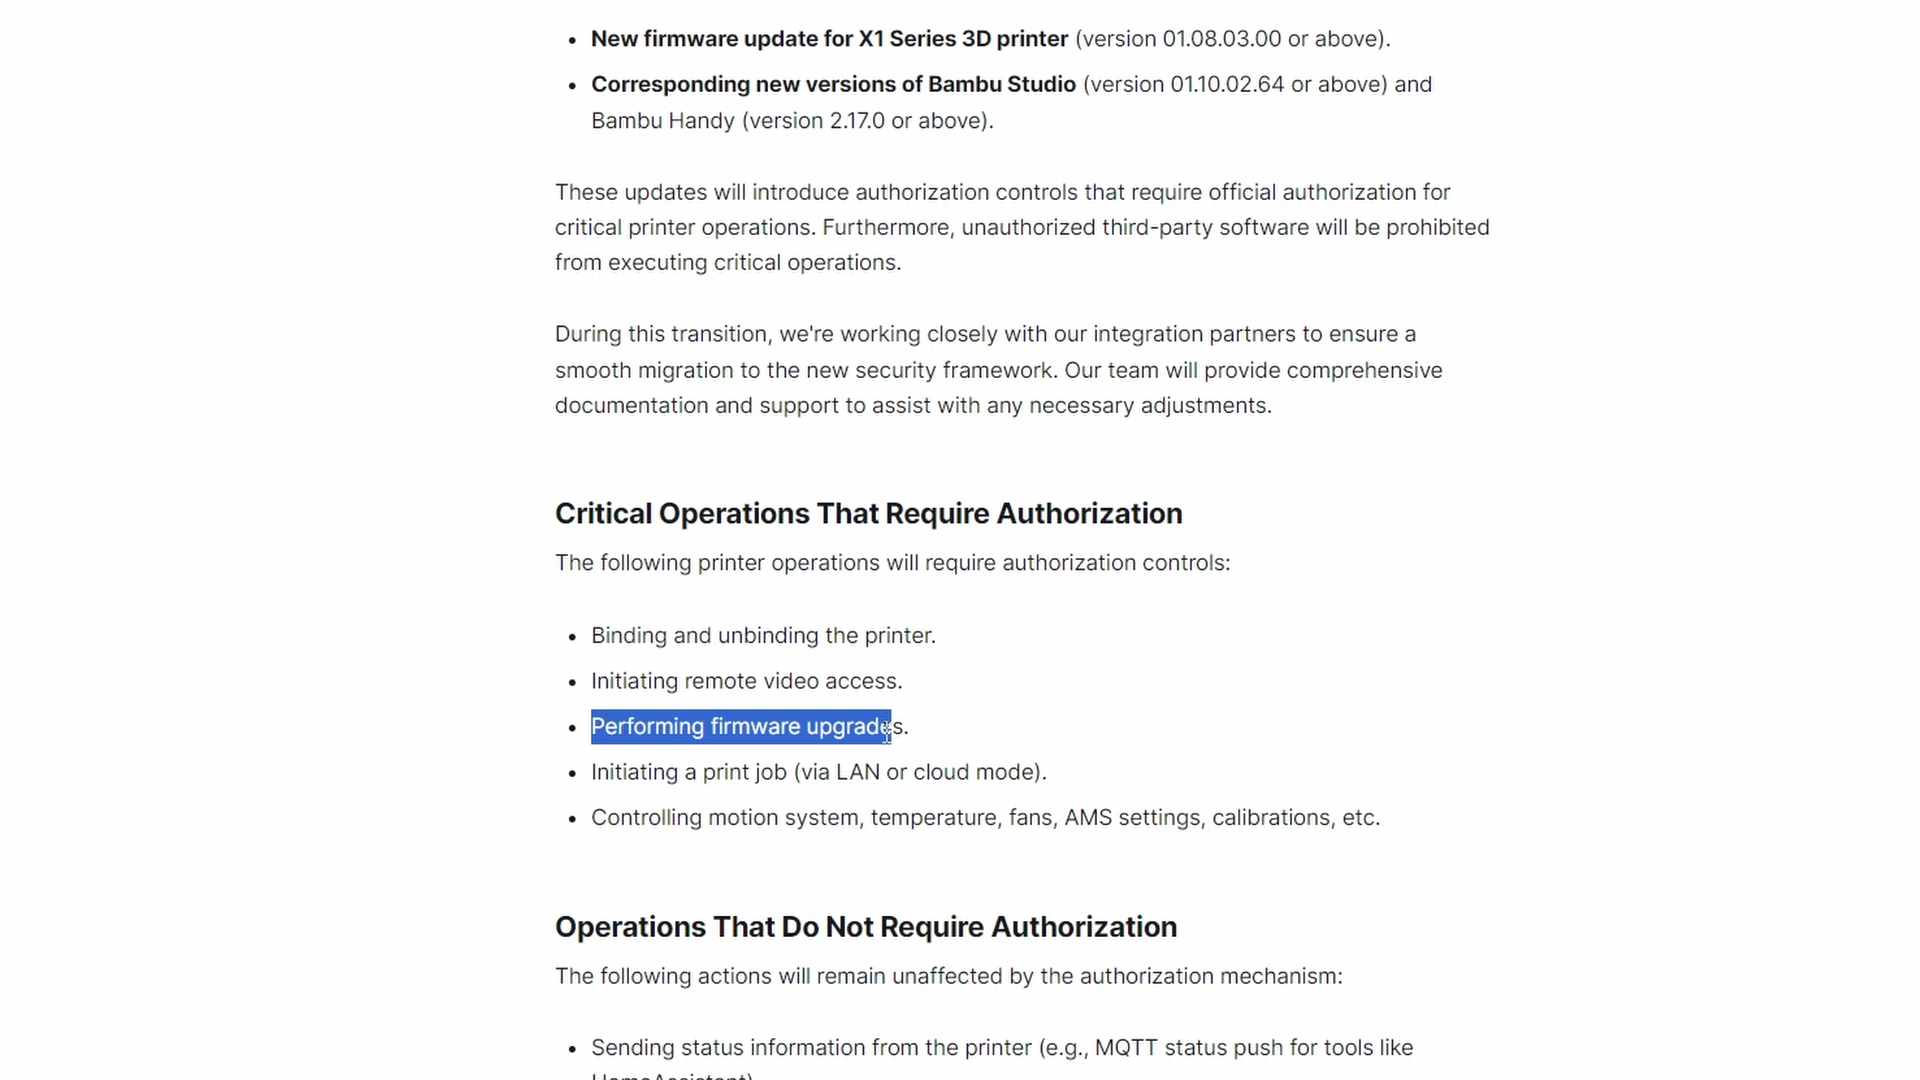 • New firmware update for X1 Series 3D printer (version 01.08.03.00 or above).
• Corresponding new versions of Bambu Studio (version 01.10.02.64 or above) and
Bambu Handy (version 2.17.0 or above).
These updates will introduce authorization controls that require official authorization for
critical printer operations. Furthermore, unauthorized third-party software will be prohibited
from executing critical operations.
During this transition, we're working closely with our integration partners to ensure a
smooth migration to the new security framework. Our team will provide comprehensive
documentation and support to assist with any necessary adjustments.
Critical Operations That Require Authorization
The following printer operations will require authorization controls:
• Binding and unbinding the printer.
• Initiating remote video access.
• Performing firmware upgrades.
• Initiating a print job (via LAN or cloud mode).
• Controlling motion system, temperature, fans, AMS settings, calibrations, etc.
Operations That Do Not Require Authorization
The following actions will remain unaffected by the authorization mechanism:
• Sending status information from the printer (e.g., MQTT status push for tools like
HomeAssistant)